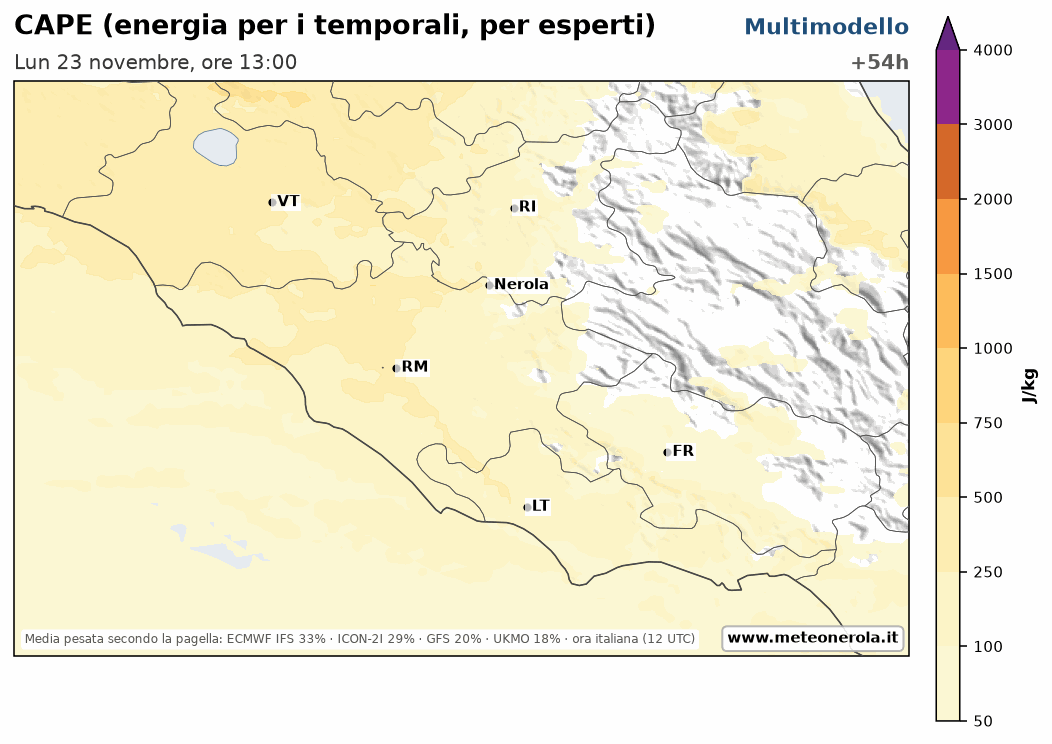 CAPE (energia per i temporali, per esperti)
Multimodello
Lun 23 novembre, ore 13:00
+54h
VT
RI
Nerola
RM
FR
LT
Media pesata secondo la pagella: ECMWF IFS 33% · ICON-2I 29% · GFS 20% · UKMO 18% · ora italiana (12 UTC)
www.meteonerola.it
4000
3000
2000
1500
1000
750
500
250
100
50
J/kg